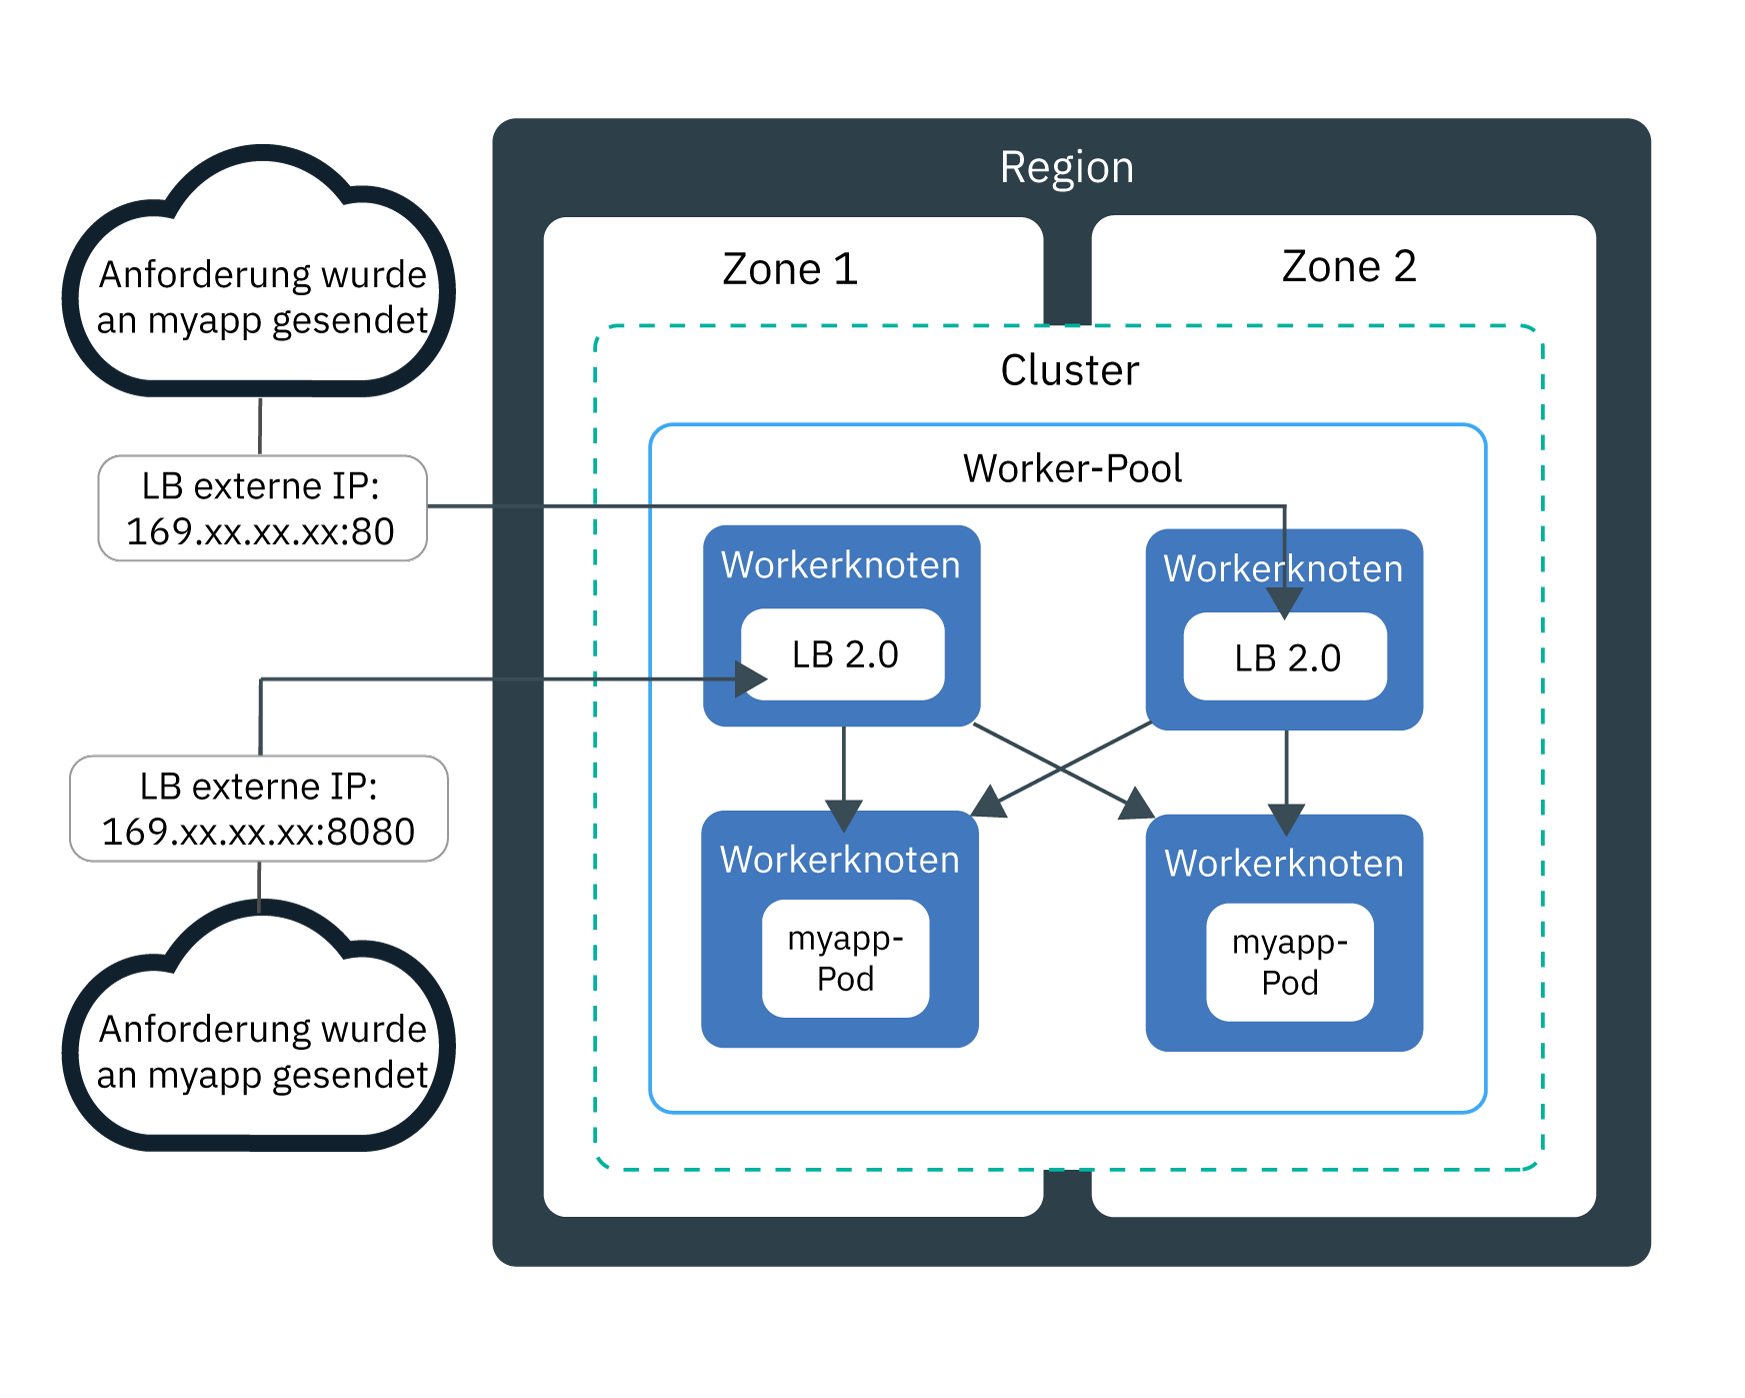 Anforderung wurde
an myapp gesendet
LB externe IP:
169.xx.xx.xx:80
LB externe IP:
169.xx.xx.xx:8080
Anforderung wurde
an myapp gesendet
Region
Zone 1
Zone 2
Cluster
Worker-Pool
Workerknoten
LB 2.0
Workerknoten
LB 2.0
Workerknoten
myapp-
Pod
Workerknoten
myapp-
Pod